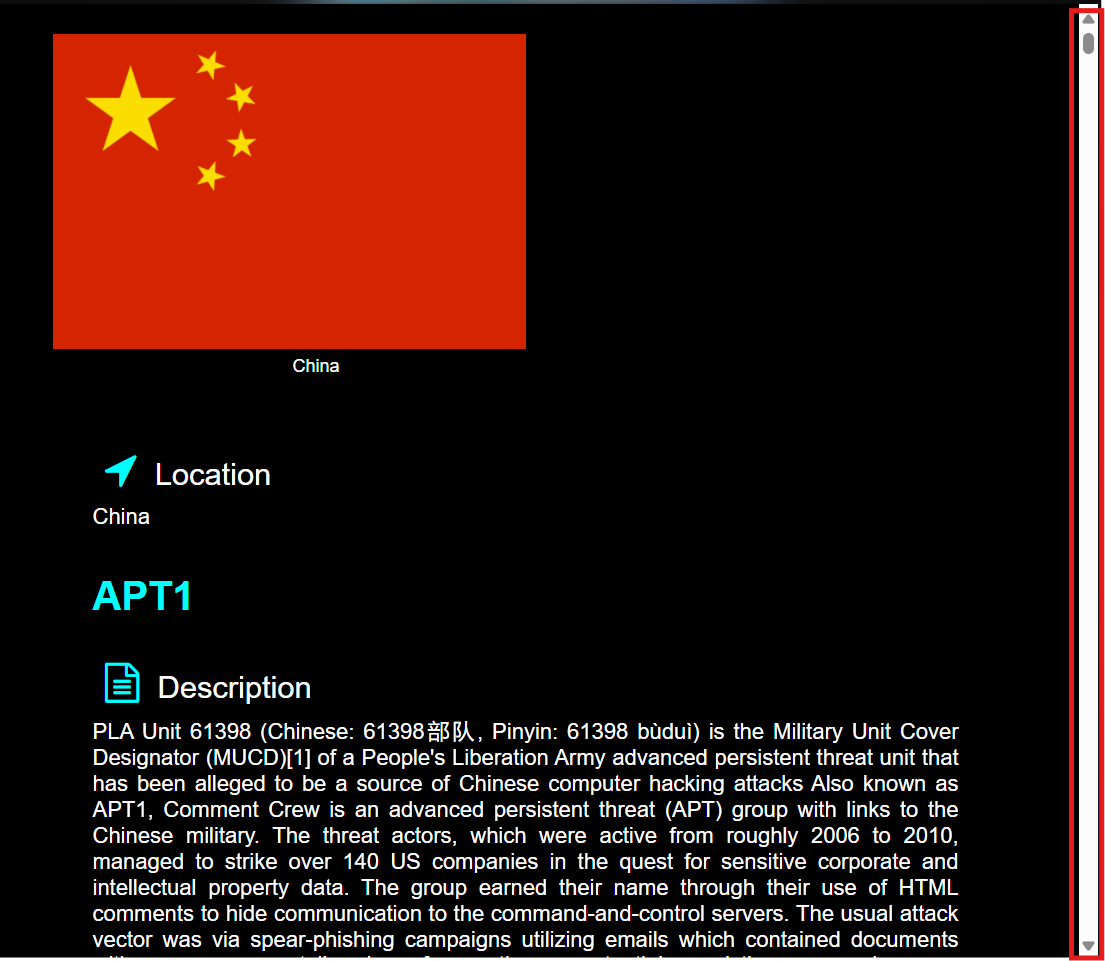 China
Location
China
APT1
Description
PLA Unit 61398 (Chinese: 61398部队, Pinyin: 61398 bùduì) is the Military Unit Cover
Designator (MUCD)[1] of a People's Liberation Army advanced persistent threat unit that
has been alleged to be a source of Chinese computer hacking attacks Also known as
APT1, Comment Crew is an advanced persistent threat (APT) group with links to the
Chinese military. The threat actors, which were active from roughly 2006 to 2010,
managed to strike over 140 US companies in the quest for sensitive corporate and
intellectual property data. The group earned their name through their use of HTML
comments to hide communication to the command-and-control servers. The usual attack
vector was via spear-phishing campaigns utilizing emails which contained documents